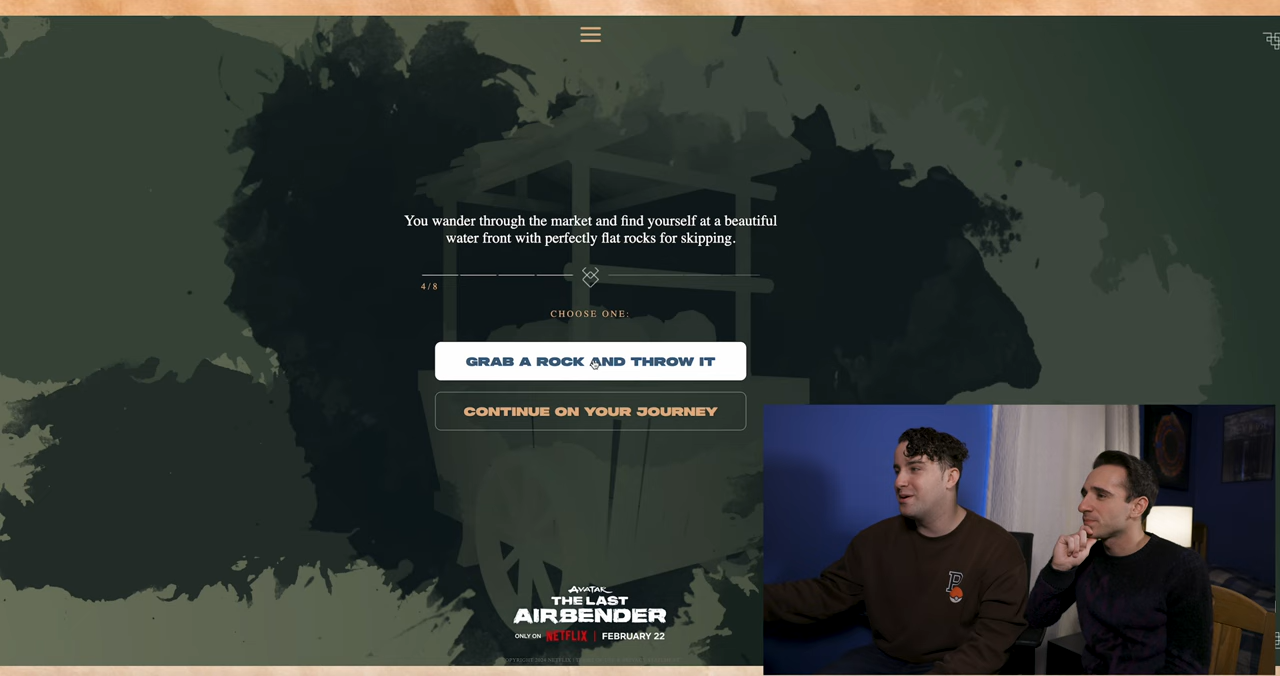 You wander through the market and find yourself at a beautiful
water front with perfectly flat rocks for skipping.
4/8
CHOOSE ONE:
GRAB A ROCK AND THROW IT
CONTINUE ON YOUR JOURNEY
AVATAR
THE LAST
AIRBENDER
ONLY ON NETFLIX | FEBRUARY 22
P